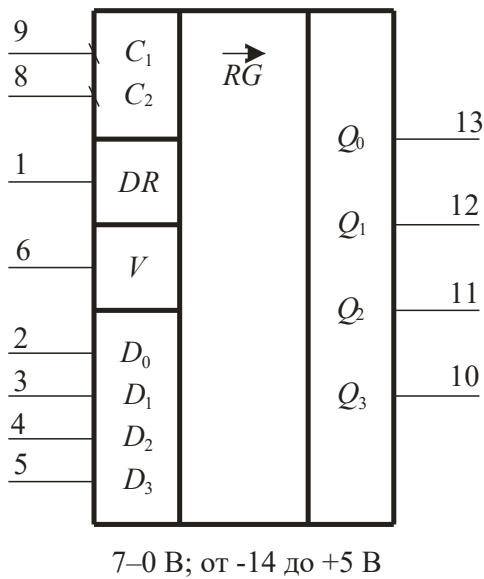 9 C₁ RG
8 C₂
1 DR
6 V
2 D₀
3 D₁
4 D₂
5 D₃
Q₀ 13
Q₁ 12
Q₂ 11
Q₃ 10
7–0 В; от -14 до +5 В